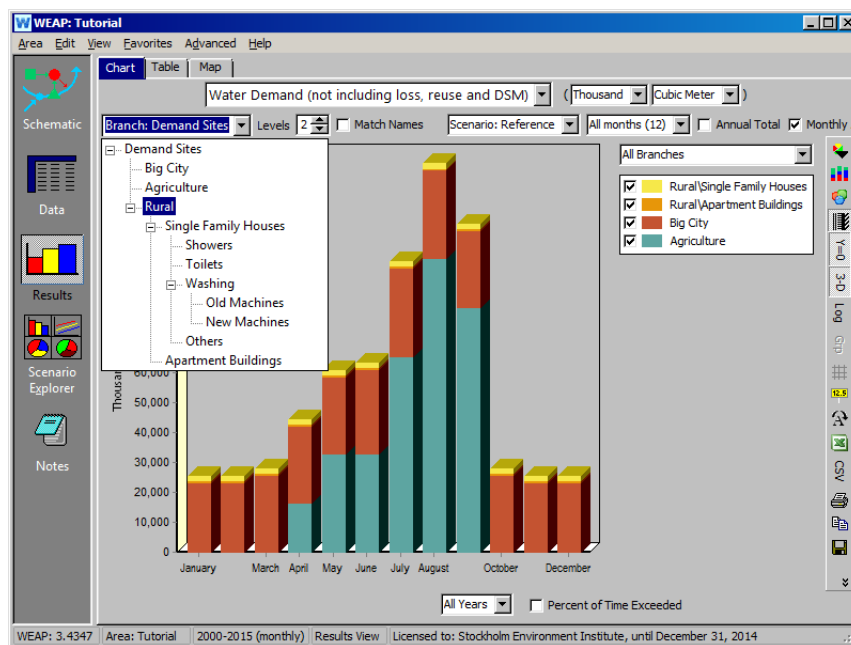 WEAP: Tutorial
Area Edit View Favorites Advanced Help
Chart Table Map
Water Demand (not including loss, reuse and DSM) ( Thousand Cubic Meter )
Branch: Demand Sites Levels 2 Match Names Scenario: Reference All months (12) Annual Total Monthly
Schematic
Data
Results
Scenario
Explorer
Notes
Demand Sites
Big City
Agriculture
Rural
Single Family Houses
Showers
Toilets
Washing
Old Machines
New Machines
Others
Apartment Buildings
All Branches
Rural\Single Family Houses
Rural\Apartment Buildings
Big City
Agriculture
60,000
50,000
40,000
30,000
20,000
10,000
0
January March April May June July August October December
Y=0
3-D
Log
Grp
12.5
CSV
All Years Percent of Time Exceeded
WEAP: 3.4347 Area: Tutorial 2000-2015 (monthly) Results View Licensed to: Stockholm Environment Institute, until December 31, 2014